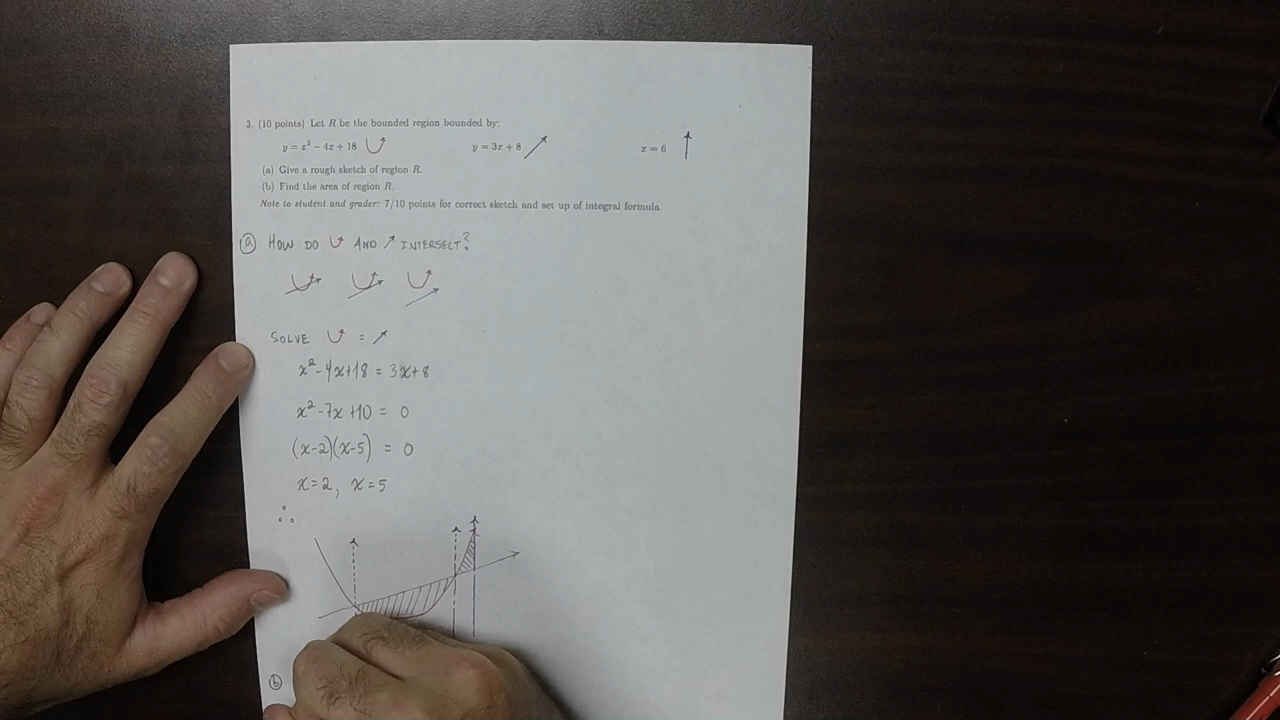 3. (10 points) Let R be the bounded region bounded by:
y = x² − 4x + 18 y = 3x + 8 x = 6
(a) Give a rough sketch of region R.
(b) Find the area of region R.
Note to student and grader: 7/10 points for correct sketch and set up of integral formula.
ⓐ HOW DO AND INTERSECT?
SOLVE =
x²-4x+18 = 3x+8
x²-7x+10 = 0
(x-2)(x-5) = 0
x=2, x=5
∴
ⓑ